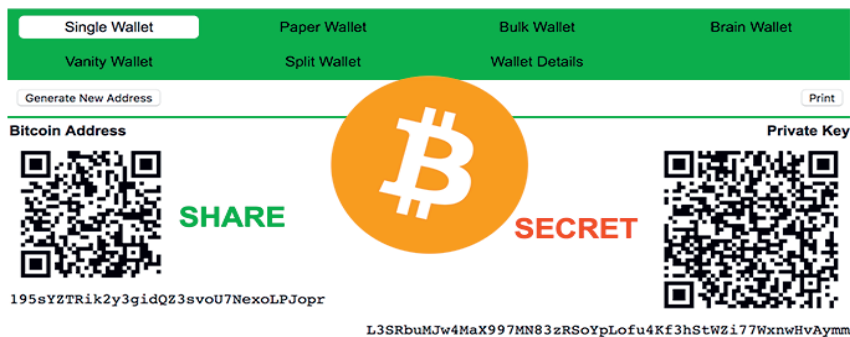 Single Wallet Paper Wallet Bulk Wallet Brain Wallet
Vanity Wallet Split Wallet Wallet Details
Generate New Address Print
Bitcoin Address Private Key
SHARE
SECRET
195sYZTRik2y3gidQZ3svoU7NexoLPJopr
L3SRbuMJw4MaX997MN83zRSoYpLofu4Kf3hStWZi77WxnwHvAymm